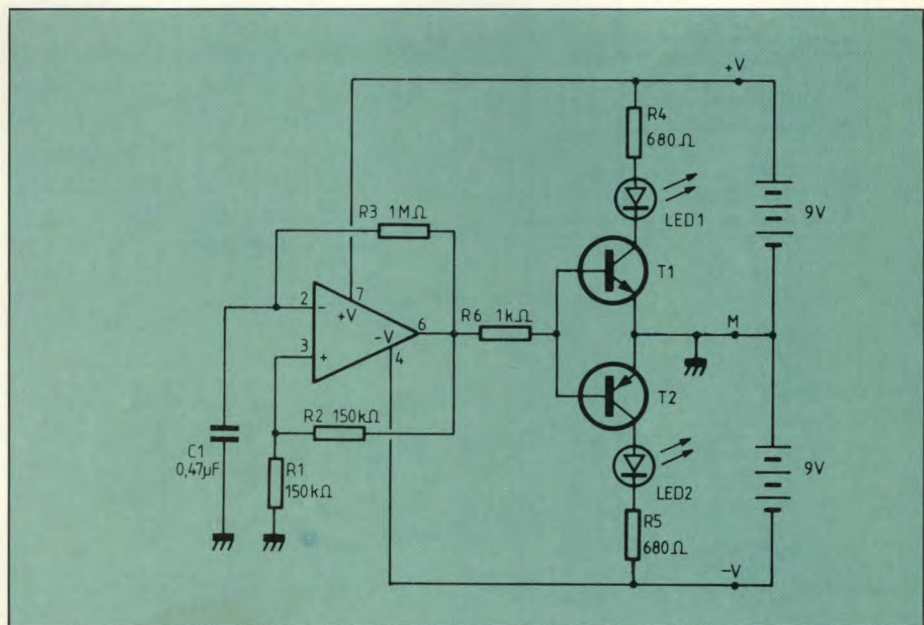 +V
R4
680Ω
LED1
9V
R3 1MΩ
T1
2
-
7
+V
6
R6 1kΩ
M
3
+
-V
4
T2
R2 150kΩ
C1
0,47µF
R1
150kΩ
LED2
9V
R5
680Ω
-V